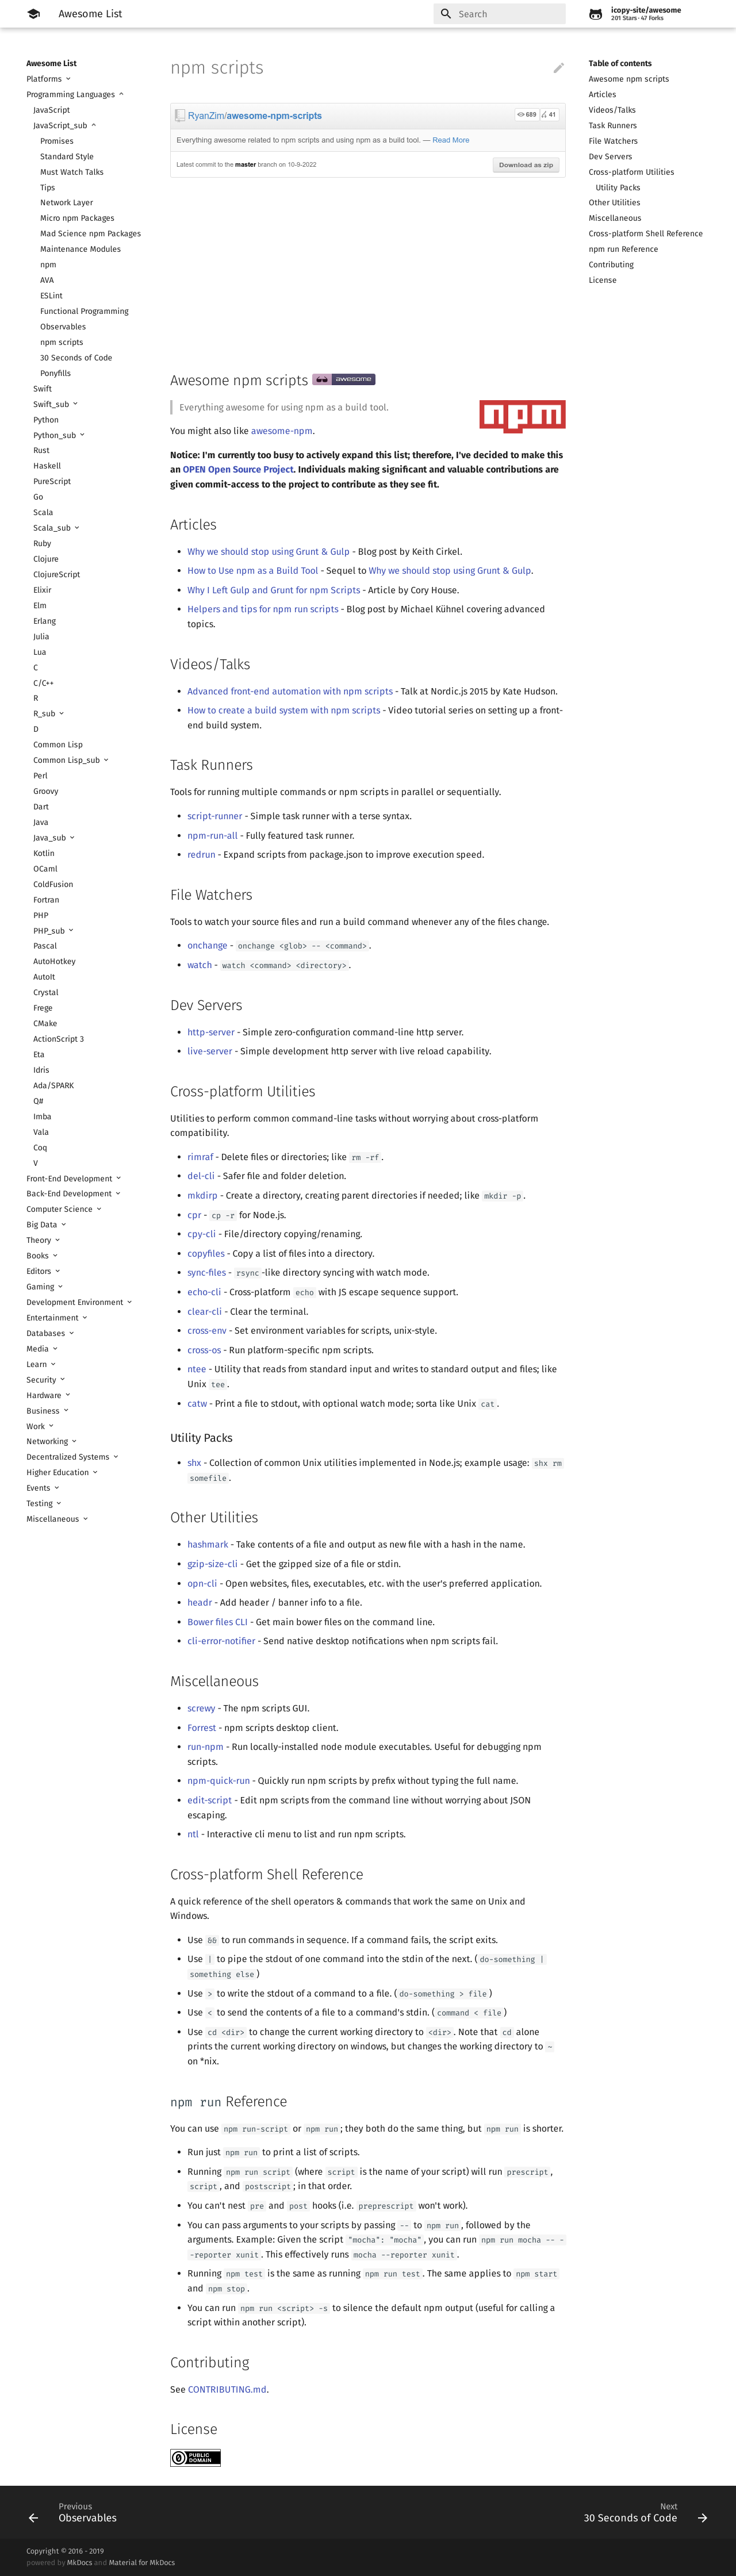 Awesome List
Search
icopy-site/awesome
201 Stars · 47 Forks
Awesome List
Platforms
Programming Languages
JavaScript
JavaScript_sub
Promises
Standard Style
Must Watch Talks
Tips
Network Layer
Micro npm Packages
Mad Science npm Packages
Maintenance Modules
npm
AVA
ESLint
Functional Programming
Observables
npm scripts
30 Seconds of Code
Ponyfills
Swift
Swift_sub
Python
Python_sub
Rust
Haskell
PureScript
Go
Scala
Scala_sub
Ruby
Clojure
ClojureScript
Elixir
Elm
Erlang
Julia
Lua
C
C/C++
R
R_sub
D
Common Lisp
Common Lisp_sub
Perl
Groovy
Dart
Java
Java_sub
Kotlin
OCaml
ColdFusion
Fortran
PHP
PHP_sub
Pascal
AutoHotkey
AutoIt
Crystal
Frege
CMake
ActionScript 3
Eta
Idris
Ada/SPARK
Q#
Imba
Vala
Coq
V
Front-End Development
Back-End Development
Computer Science
Big Data
Theory
Books
Editors
Gaming
Development Environment
Entertainment
Databases
Media
Learn
Security
Hardware
Business
Work
Networking
Decentralized Systems
Higher Education
Events
Testing
Miscellaneous
npm scripts
RyanZim/awesome-npm-scripts
689
41
Everything awesome related to npm scripts and using npm as a build tool. — Read More
Latest commit to the master branch on 10-9-2022
Download as zip
Awesome npm scripts awesome
Everything awesome for using npm as a build tool.
npm
You might also like awesome-npm.
Notice: I'm currently too busy to actively expand this list; therefore, I've decided to make this
an OPEN Open Source Project. Individuals making significant and valuable contributions are
given commit-access to the project to contribute as they see fit.
Articles
Why we should stop using Grunt & Gulp - Blog post by Keith Cirkel.
How to Use npm as a Build Tool - Sequel to Why we should stop using Grunt & Gulp.
Why I Left Gulp and Grunt for npm Scripts - Article by Cory House.
Helpers and tips for npm run scripts - Blog post by Michael Kühnel covering advanced
topics.
Videos/Talks
Advanced front-end automation with npm scripts - Talk at Nordic.js 2015 by Kate Hudson.
How to create a build system with npm scripts - Video tutorial series on setting up a front-
end build system.
Task Runners
Tools for running multiple commands or npm scripts in parallel or sequentially.
script-runner - Simple task runner with a terse syntax.
npm-run-all - Fully featured task runner.
redrun - Expand scripts from package.json to improve execution speed.
File Watchers
Tools to watch your source files and run a build command whenever any of the files change.
onchange - onchange <glob> -- <command>.
watch - watch <command> <directory>.
Dev Servers
http-server - Simple zero-configuration command-line http server.
live-server - Simple development http server with live reload capability.
Cross-platform Utilities
Utilities to perform common command-line tasks without worrying about cross-platform
compatibility.
rimraf - Delete files or directories; like rm -rf.
del-cli - Safer file and folder deletion.
mkdirp - Create a directory, creating parent directories if needed; like mkdir -p.
cpr - cp -r for Node.js.
cpy-cli - File/directory copying/renaming.
copyfiles - Copy a list of files into a directory.
sync-files - rsync-like directory syncing with watch mode.
echo-cli - Cross-platform echo with JS escape sequence support.
clear-cli - Clear the terminal.
cross-env - Set environment variables for scripts, unix-style.
cross-os - Run platform-specific npm scripts.
ntee - Utility that reads from standard input and writes to standard output and files; like
Unix tee.
catw - Print a file to stdout, with optional watch mode; sorta like Unix cat.
Utility Packs
shx - Collection of common Unix utilities implemented in Node.js; example usage: shx rm
somefile.
Other Utilities
hashmark - Take contents of a file and output as new file with a hash in the name.
gzip-size-cli - Get the gzipped size of a file or stdin.
opn-cli - Open websites, files, executables, etc. with the user's preferred application.
headr - Add header / banner info to a file.
Bower files CLI - Get main bower files on the command line.
cli-error-notifier - Send native desktop notifications when npm scripts fail.
Miscellaneous
screwy - The npm scripts GUI.
Forrest - npm scripts desktop client.
run-npm - Run locally-installed node module executables. Useful for debugging npm
scripts.
npm-quick-run - Quickly run npm scripts by prefix without typing the full name.
edit-script - Edit npm scripts from the command line without worrying about JSON
escaping.
ntl - Interactive cli menu to list and run npm scripts.
Cross-platform Shell Reference
A quick reference of the shell operators & commands that work the same on Unix and
Windows.
Use && to run commands in sequence. If a command fails, the script exits.
Use | to pipe the stdout of one command into the stdin of the next. (do-something |
something else)
Use > to write the stdout of a command to a file. (do-something > file)
Use < to send the contents of a file to a command's stdin. (command < file)
Use cd <dir> to change the current working directory to <dir>. Note that cd alone
prints the current working directory on windows, but changes the working directory to ~
on *nix.
npm run Reference
You can use npm run-script or npm run; they both do the same thing, but npm run is shorter.
Run just npm run to print a list of scripts.
Running npm run script (where script is the name of your script) will run prescript,
script, and postscript; in that order.
You can't nest pre and post hooks (i.e. preprescript won't work).
You can pass arguments to your scripts by passing -- to npm run, followed by the
arguments. Example: Given the script "mocha": "mocha", you can run npm run mocha -- -
-reporter xunit. This effectively runs mocha --reporter xunit.
Running npm test is the same as running npm run test. The same applies to npm start
and npm stop.
You can run npm run <script> -s to silence the default npm output (useful for calling a
script within another script).
Contributing
See CONTRIBUTING.md.
License
0 PUBLIC DOMAIN
Table of contents
Awesome npm scripts
Articles
Videos/Talks
Task Runners
File Watchers
Dev Servers
Cross-platform Utilities
Utility Packs
Other Utilities
Miscellaneous
Cross-platform Shell Reference
npm run Reference
Contributing
License
Previous
Observables
Next
30 Seconds of Code
Copyright © 2016 - 2019
powered by MkDocs and Material for MkDocs